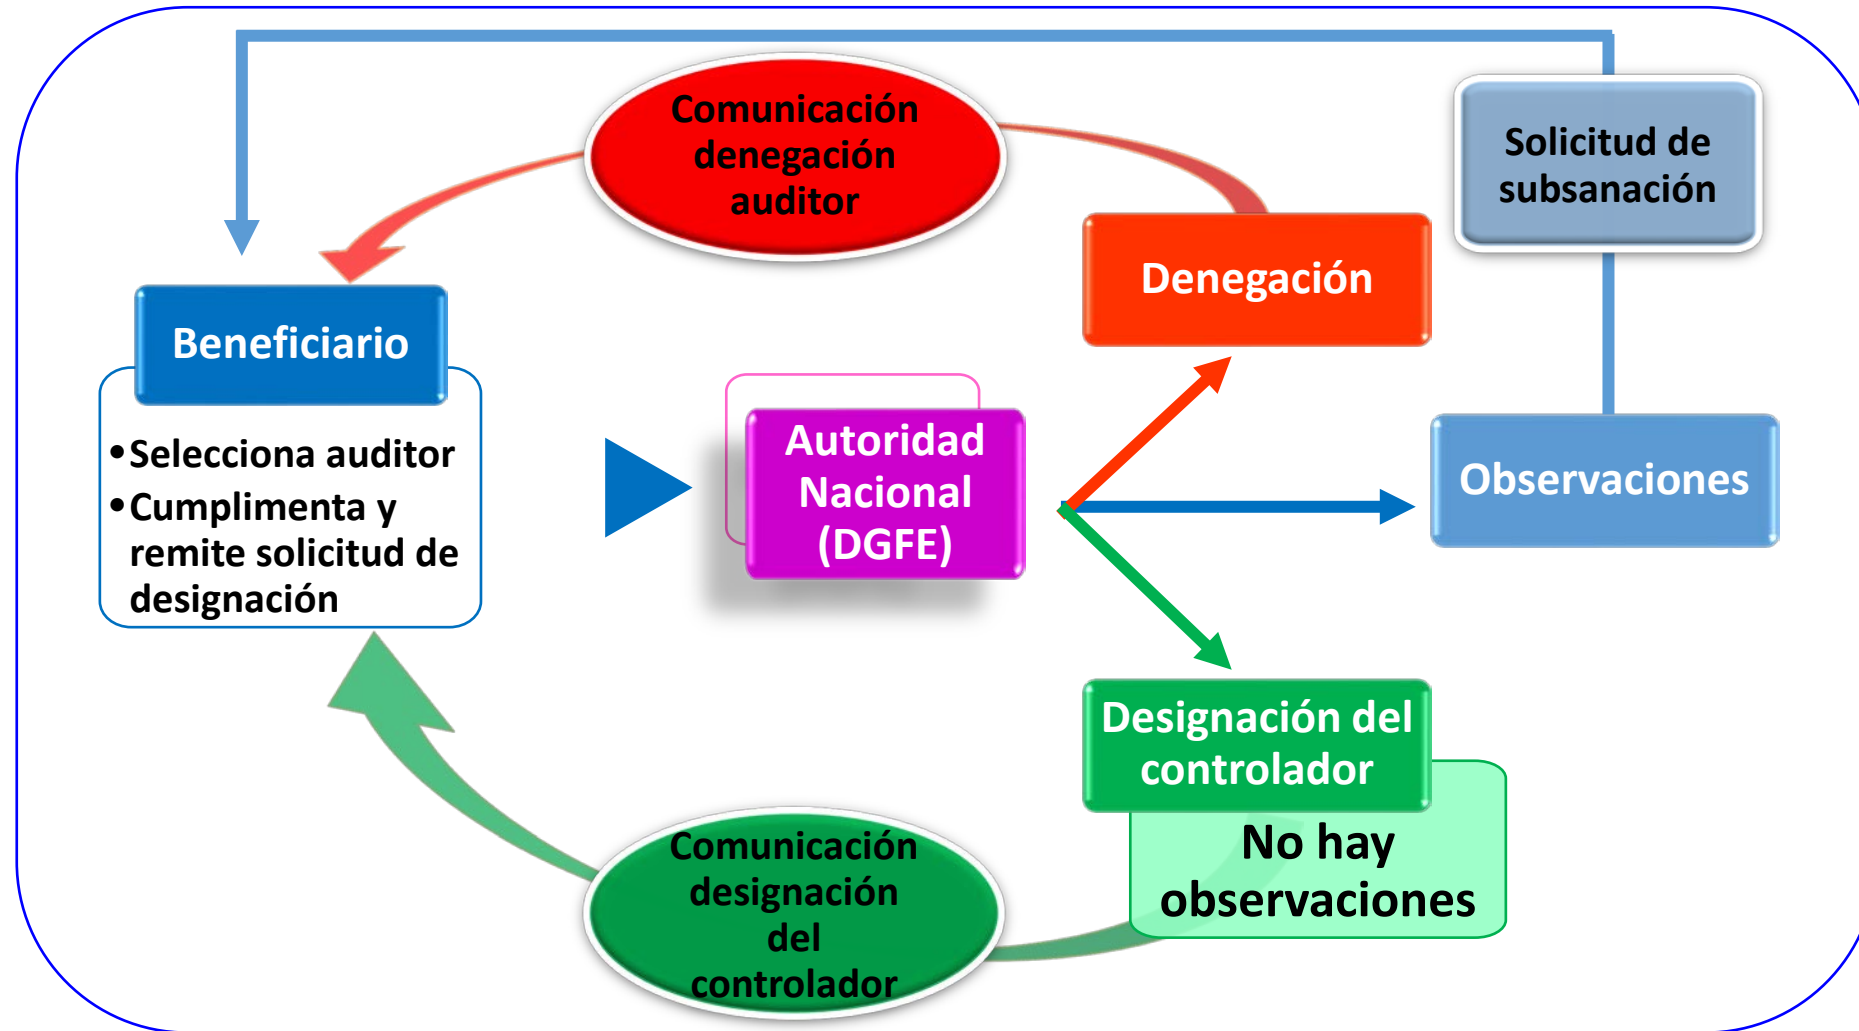 Comunicación
denegación
auditor
Solicitud de
subsanación
Denegación
Beneficiario
•Selecciona auditor
•Cumplimenta y
remite solicitud de
designación
Autoridad
Nacional
(DGFE)
Observaciones
Designación del
controlador
No hay
observaciones
Comunicación
designación
del
controlador